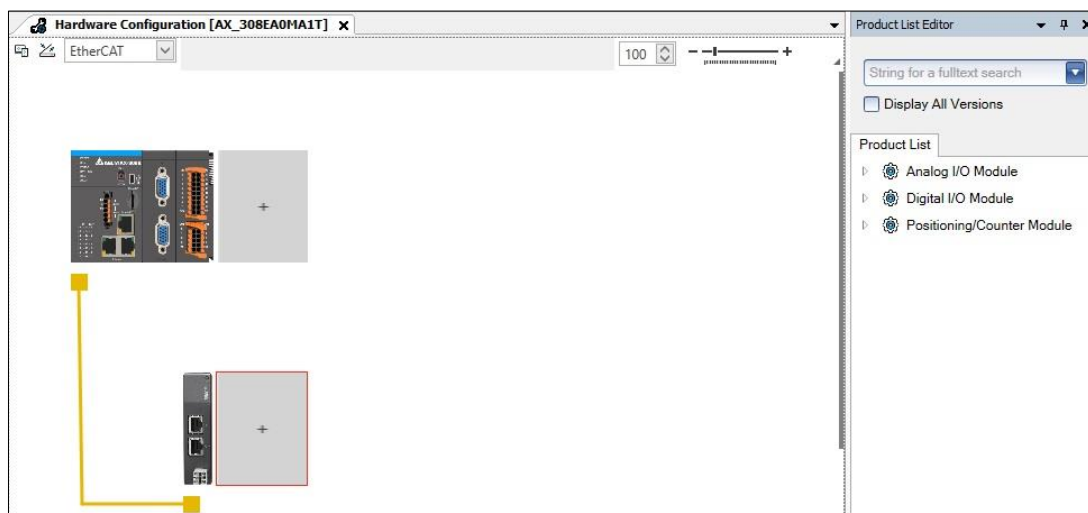 Hardware Configuration [AX_308EA0MA1T]
Product List Editor
EtherCAT
100
String for a fulltext search
Display All Versions
Product List
Analog I/O Module
Digital I/O Module
Positioning/Counter Module